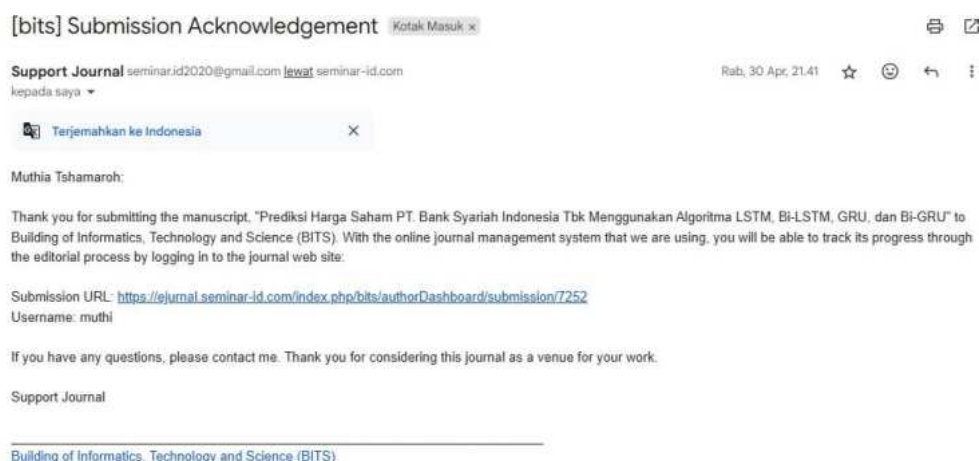 [bits] Submission Acknowledgement Kotak Masuk ×
Support Journal seminar.id2020@gmail.com lewat seminar-id.com Rab, 30 Apr, 21.41
kepada saya
Terjemahkan ke Indonesia ×
Muthia Tshamaroh:
Thank you for submitting the manuscript, "Prediksi Harga Saham PT. Bank Syariah Indonesia Tbk Menggunakan Algoritma LSTM, Bi-LSTM, GRU, dan Bi-GRU" to
Building of Informatics, Technology and Science (BITS). With the online journal management system that we are using, you will be able to track its progress through
the editorial process by logging in to the journal web site:
Submission URL: https://ejurnal.seminar-id.com/index.php/bits/authorDashboard/submission/7252
Username: muthi
If you have any questions, please contact me. Thank you for considering this journal as a venue for your work.
Support Journal
Building of Informatics, Technology and Science (BITS)